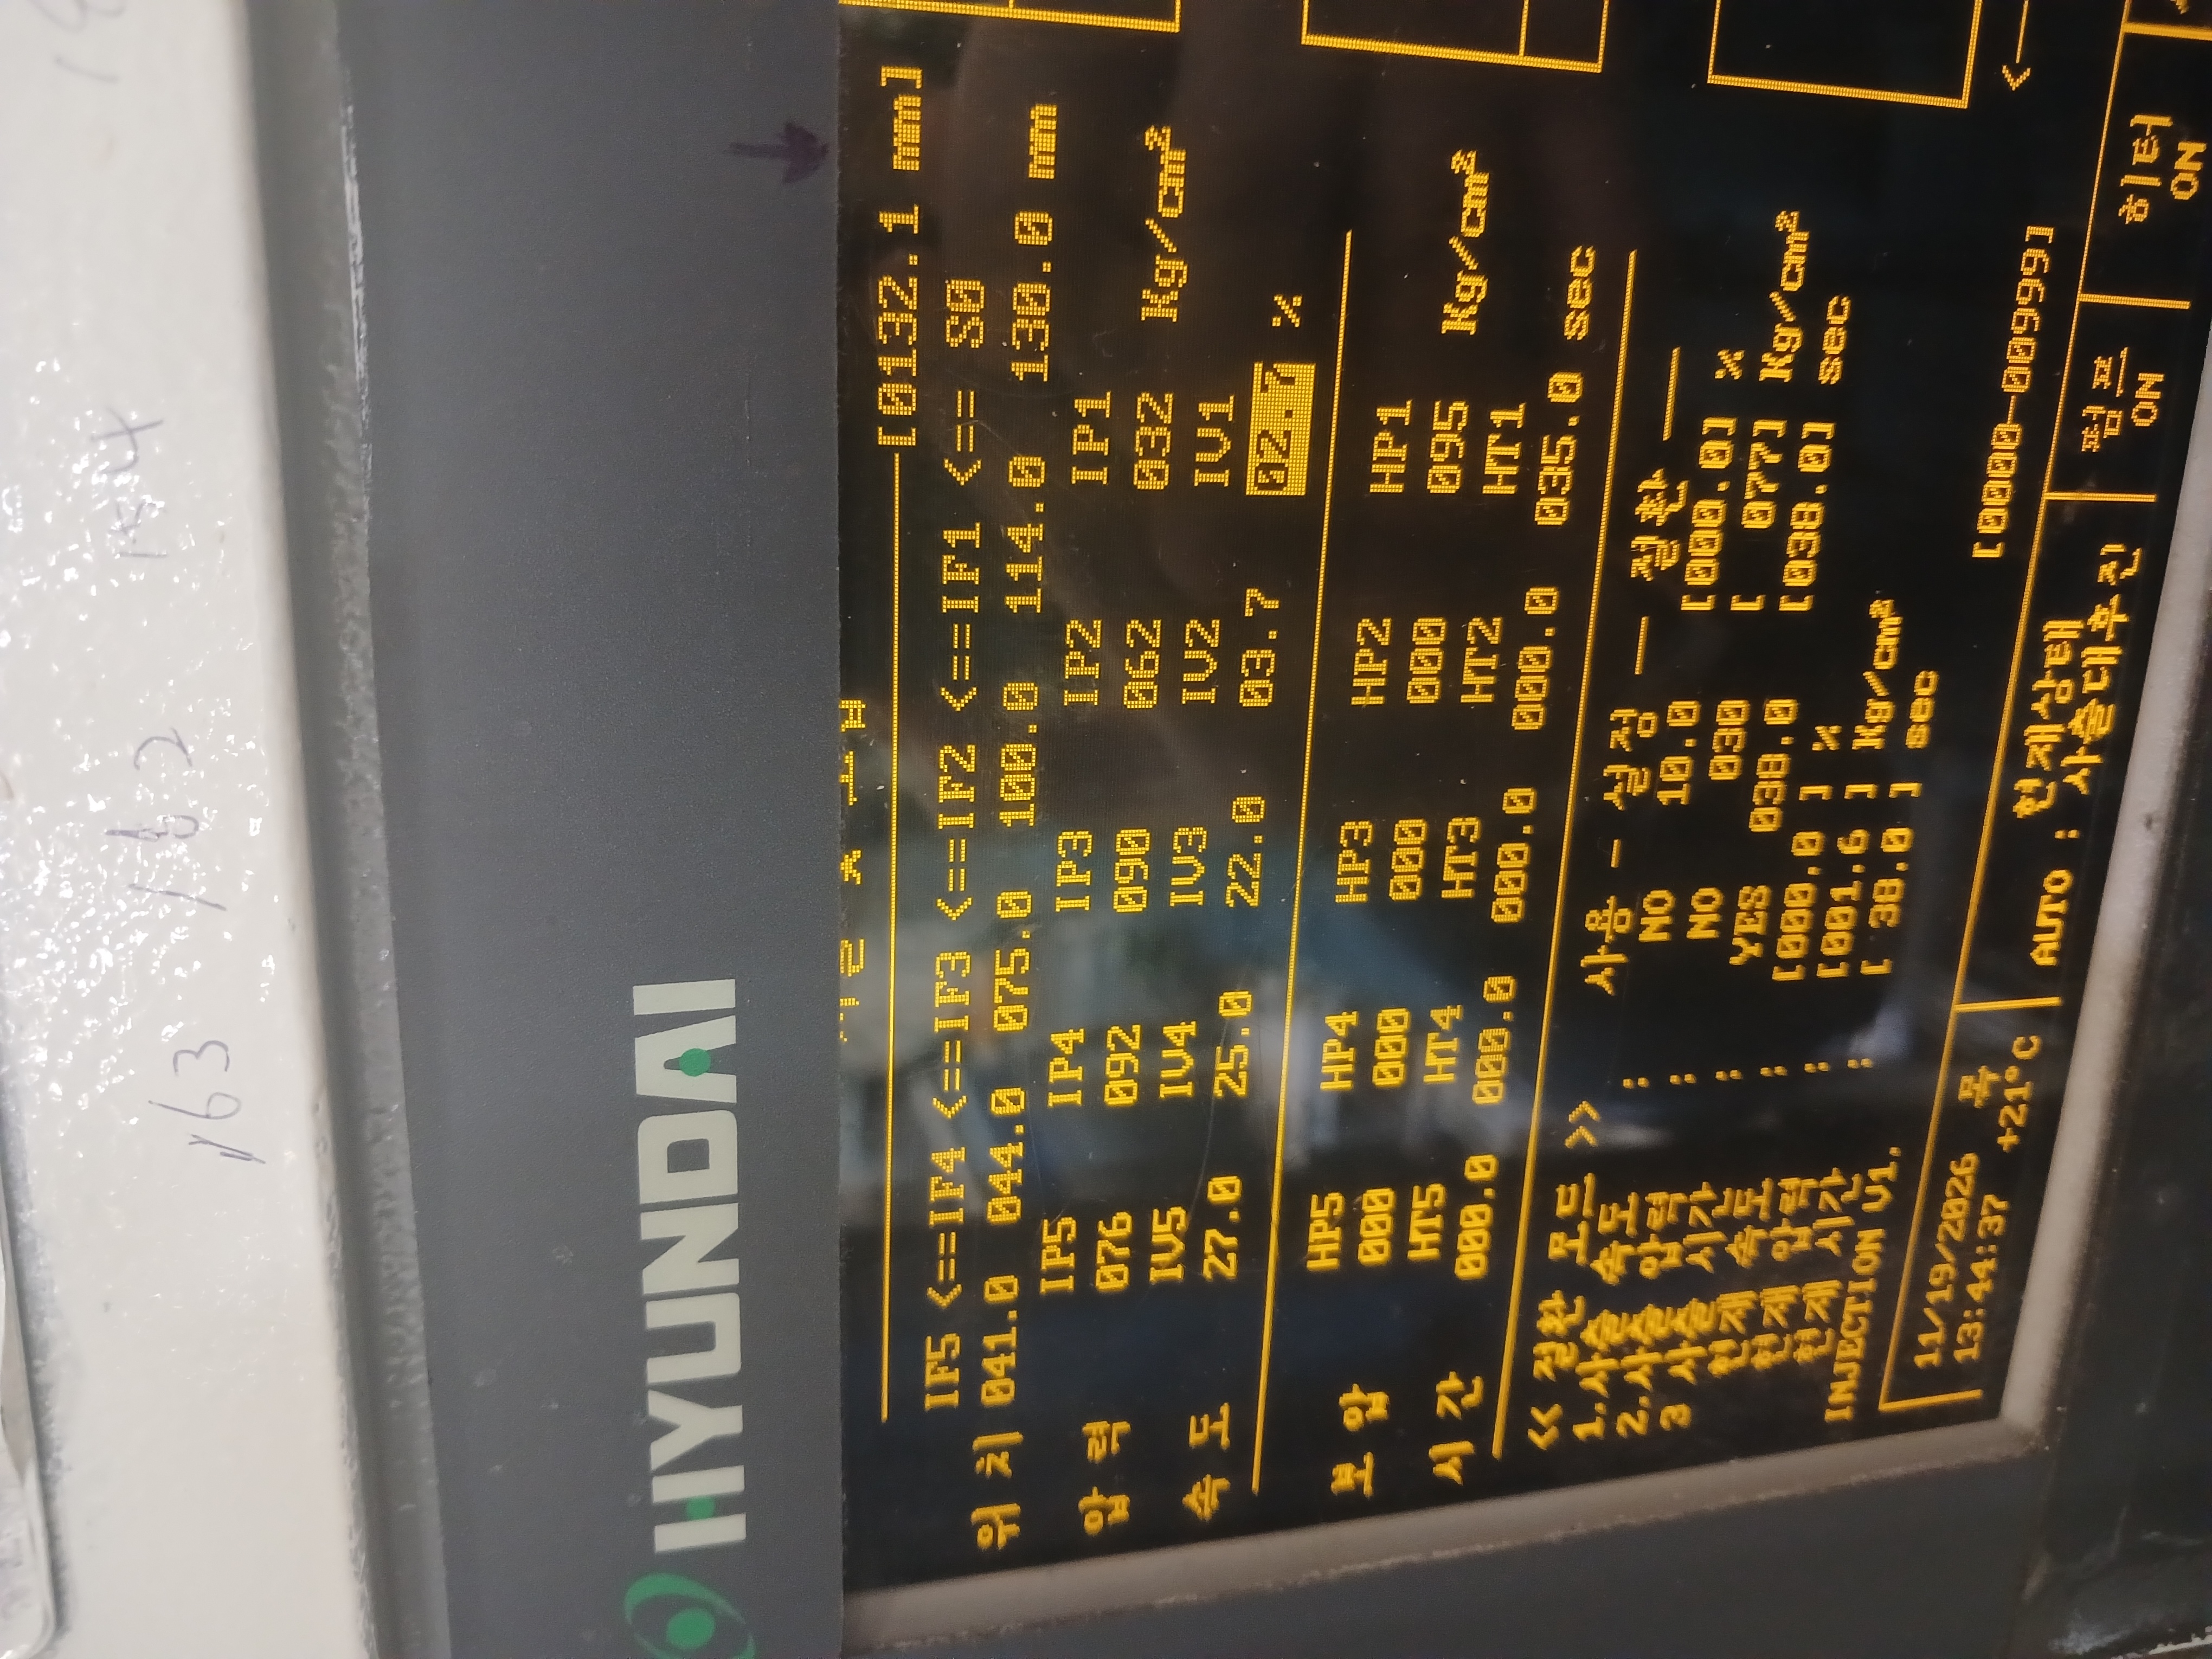 163 162 154
HYUNDAI
[0132.1 mm]
IF5 <==IF4 <==IF3 <==IF2 <==IF1 <== S0
위 치 041.0 044.0 075.0 100.0 114.0 130.0 mm
IP5 IP4 IP3 IP2 IP1
압 력 076 092 090 062 032 Kg/cm²
IV5 IV4 IV3 IV2 IV1
속 도 27.0 25.0 22.0 03.7 02.7 %
HP5 HP4 HP3 HP2 HP1
보 압 000 000 000 000 095 Kg/cm²
HT5 HT4 HT3 HT2 HT1
시 간 000.0 000.0 000.0 000.0 035.0 sec
<< 절환 모드 >> 사용 - 설정 — 절환 —
1.사출 속도 : NO 10.0 [000.0] %
2.사출 압력 : NO 030 [ 077] Kg/cm²
3 사출 시간 : YES 038.0 [038.0] sec
현재 속도 : [000.0 ] %
현재 압력 : [001.6 ] Kg/cm²
현재 시간 : [ 38.0 ] sec
INJECTION V1.
[0000-00999] <—
11/19/2026 목
13:44:37 +21°C
현재상태
AUTO : 사출대후진
펌프
ON
히터
ON